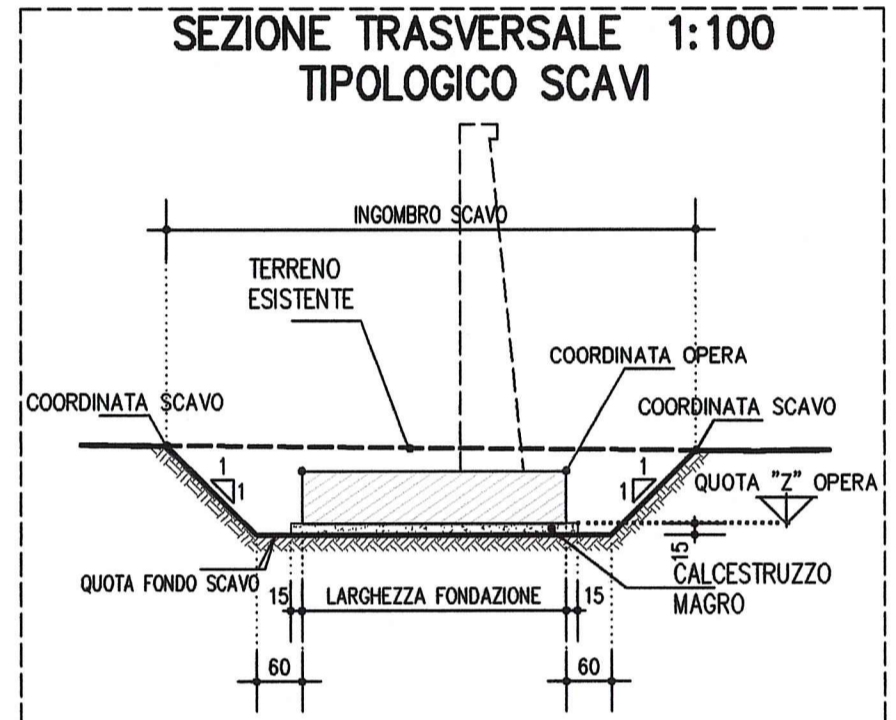 SEZIONE TRASVERSALE 1:100
TIPOLOGICO SCAVI
INGOMBRO SCAVO
TERRENO
ESISTENTE
COORDINATA OPERA
COORDINATA SCAVO
COORDINATA SCAVO
1
1
1
1
QUOTA "Z" OPERA
15
QUOTA FONDO SCAVO
CALCESTRUZZO
MAGRO
15
LARGHEZZA FONDAZIONE
15
60
60